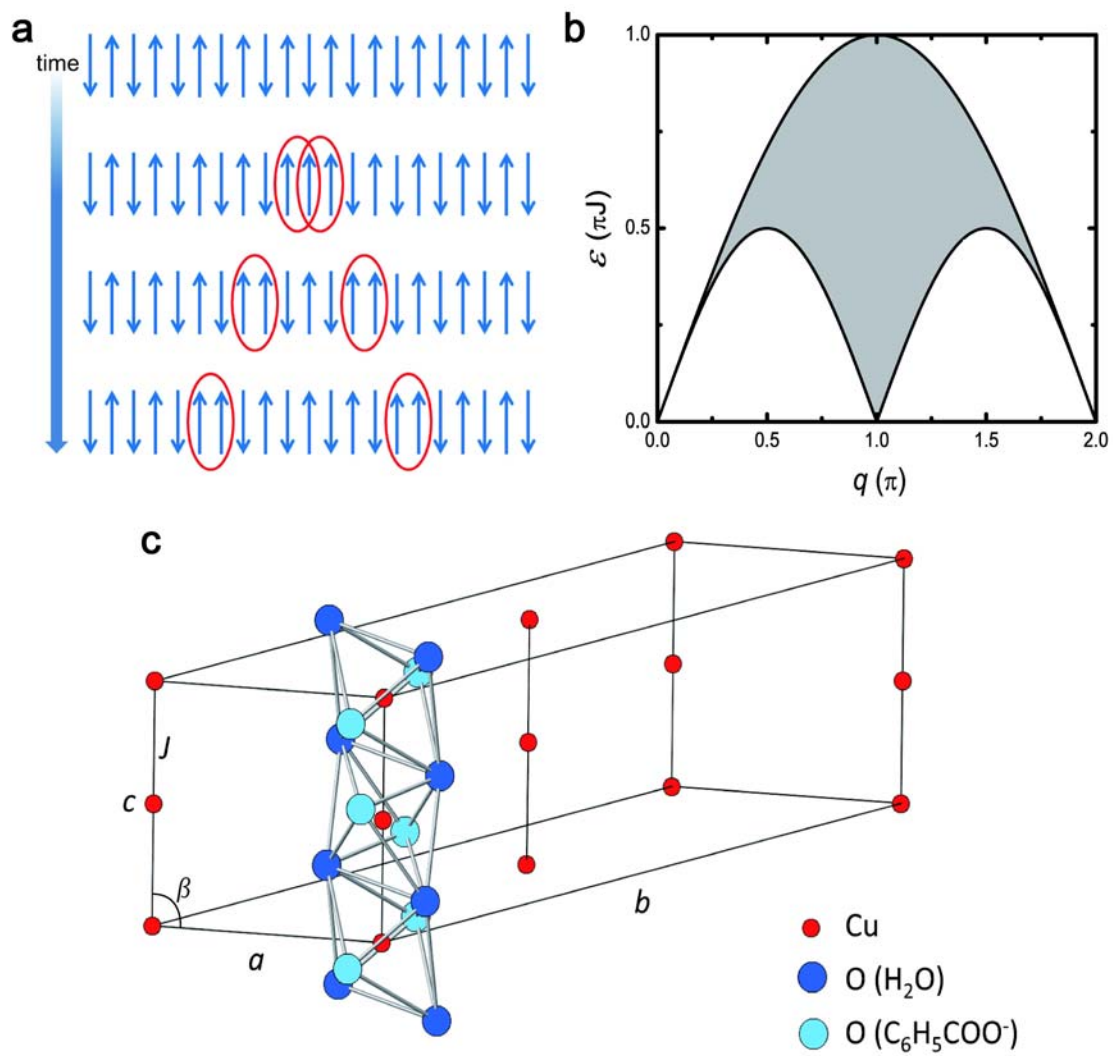 a
time
b
1.0
0.5
0.0
ε (πJ)
0.0 0.5 1.0 1.5 2.0
q (π)
c
J
c
β
a
b
Cu
O (H₂O)
O (C₆H₅COO⁻)